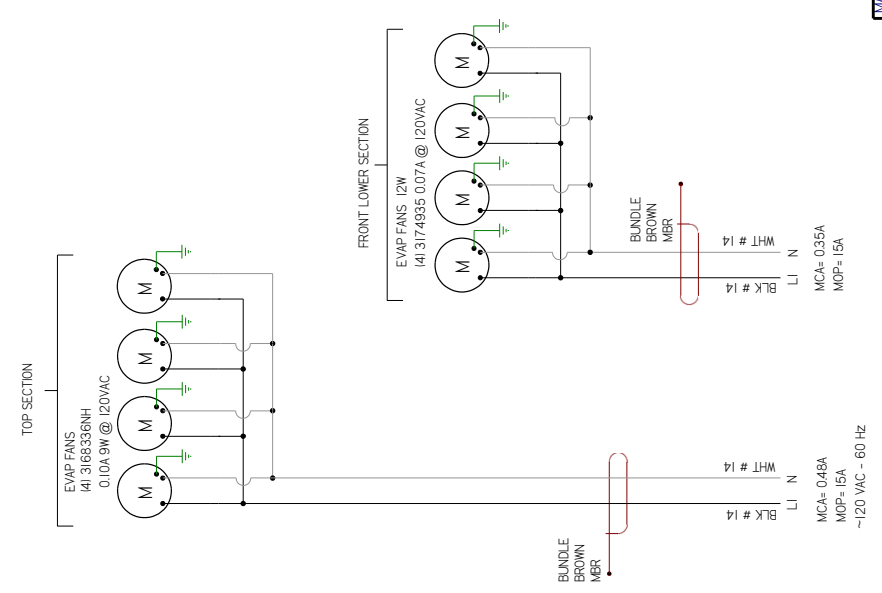 TOP SECTION
EVAP FANS
(4) 3168336NH
0.10A 9W @ 120VAC
M
M
M
M
BUNDLE
BROWN
MBR
WHT # 14
BLK # 14
N
L1
MCA= 0.48A
MOP= 15A
~120 VAC - 60 Hz
FRONT LOWER SECTION
EVAP FANS 12W
(4) 3174935 0.07A @ 120VAC
M
M
M
M
BUNDLE
BROWN
MBR
WHT # 14
BLK # 14
N
L1
MCA= 0.35A
MOP= 15A